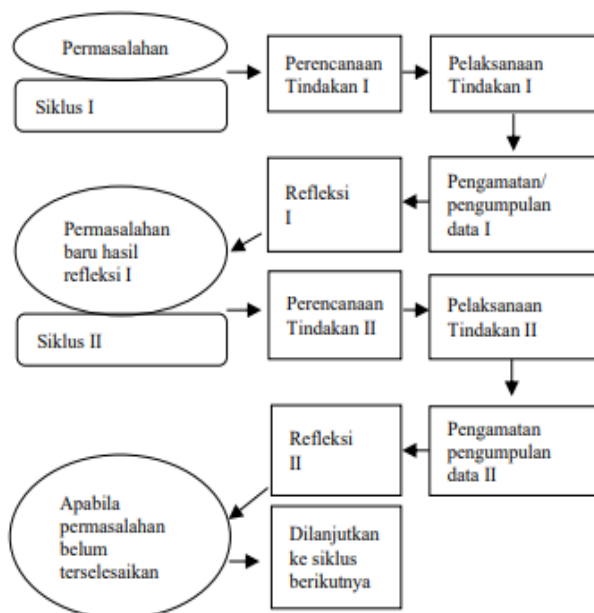 Permasalahan
Siklus I
Perencanaan
Tindakan I
Pelaksanaan
Tindakan I
Pengamatan/
pengumpulan
data I
Refleksi
I
Permasalahan
baru hasil
refleksi I
Siklus II
Perencanaan
Tindakan II
Pelaksanaan
Tindakan II
Pengamatan
pengumpulan
data II
Refleksi
II
Apabila
permasalahan
belum
terselesaikan
Dilanjutkan
ke siklus
berikutnya